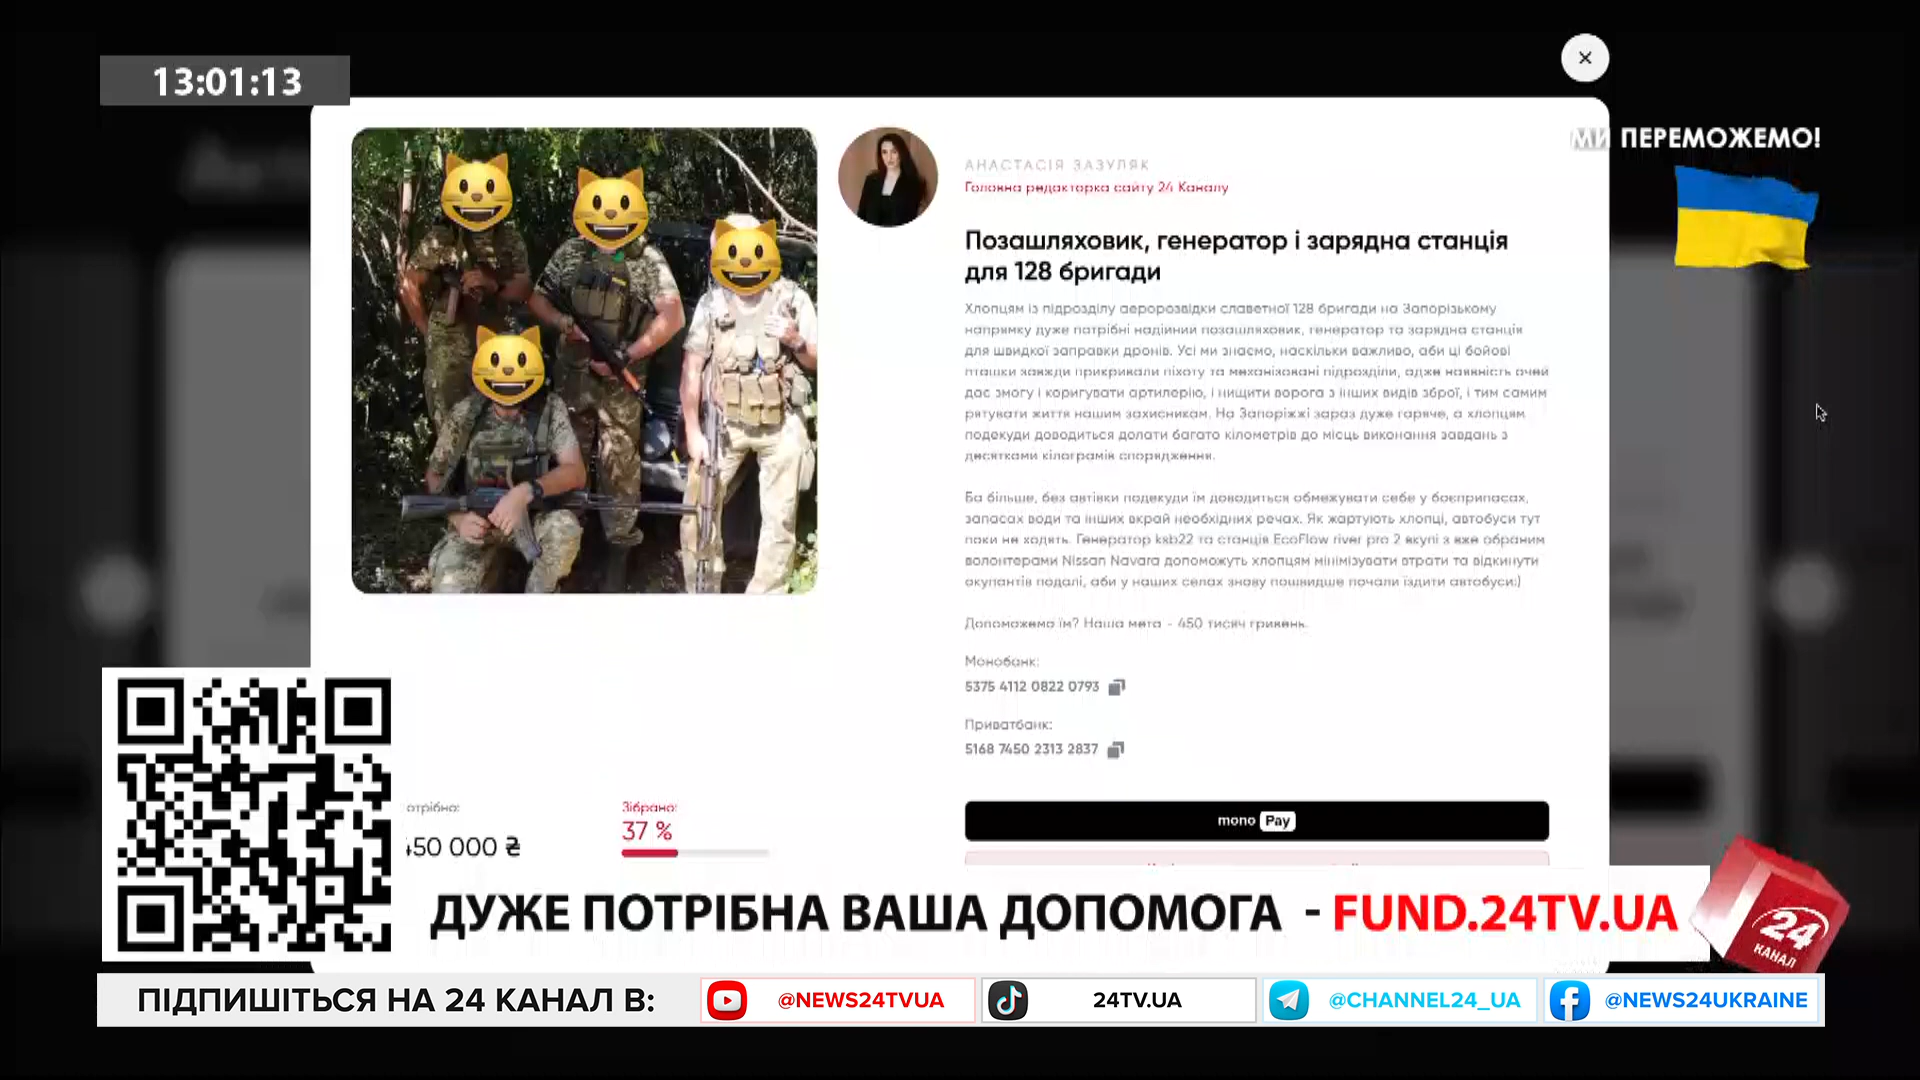 13:01:13
МИ ПЕРЕМОЖЕМО!
АНАСТАСІЯ ЗАЗУЛЯК
Головна редакторка сайту 24 Каналу
Позашляховик, генератор і зарядна станція
для 128 бригади
Хлопцям із підрозділу аеророзвідки славетної 128 бригади на Запорізькому
напрямку дуже потрібні надійний позашляховик, генератор та зарядна станція
для швидкої заправки дронів. Усі ми знаємо, наскільки важливо, аби ці бойові
пташки завжди прикривали піхоту та механізовані підрозділи, адже наявність очей
дає змогу і коригувати артилерію, і нищити ворога з інших видів зброї, і тим самим
рятувати життя нашим захисникам. На Запоріжжі зараз дуже гаряче, а хлопцям
подекуди доводиться долати багато кілометрів до місць виконання завдань з
десятками кілограмів спорядження.
Ба більше, без автівки подекуди їм доводиться обмежувати себе у боєприпасах,
запасах води та інших вкрай необхідних речах. Як жартують хлопці, автобуси тут
поки не ходять. Генератор ksb22 та станція EcoFlow river pro 2 вкупі з вже обраним
волонтерами Nissan Navara допоможуть хлопцям мінімізувати втрати та відкинути
окупантів подалі, аби у наших селах знову пошвидше почали їздити автобуси:)
Допоможемо їм? Наша мета - 450 тисяч гривень.
Монобанк:
5375 4112 0822 0793
Приватбанк:
5168 7450 2313 2837
отрібно:
450 000 ₴
Зібрано:
37 %
mono Pay
ДУЖЕ ПОТРІБНА ВАША ДОПОМОГА - FUND.24TV.UA
24
КАНАЛ
ПІДПИШІТЬСЯ НА 24 КАНАЛ В: @NEWS24TVUA 24TV.UA @CHANNEL24_UA @NEWS24UKRAINE